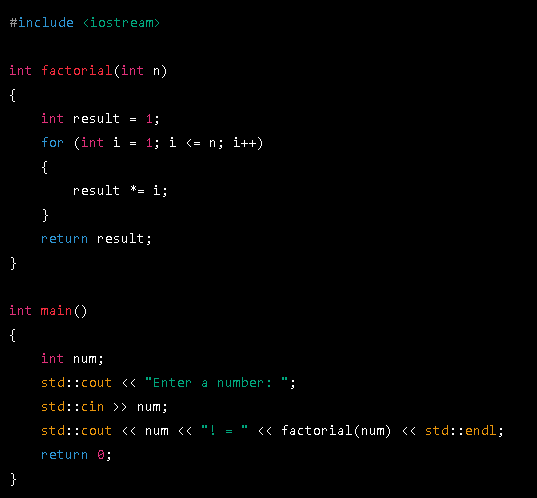 #include <iostream>

int factorial(int n)
{
    int result = 1;
    for (int i = 1; i <= n; i++)
    {
        result *= i;
    }
    return result;
}

int main()
{
    int num;
    std::cout << "Enter a number: ";
    std::cin >> num;
    std::cout << num << "! = " << factorial(num) << std::endl;
    return 0;
}